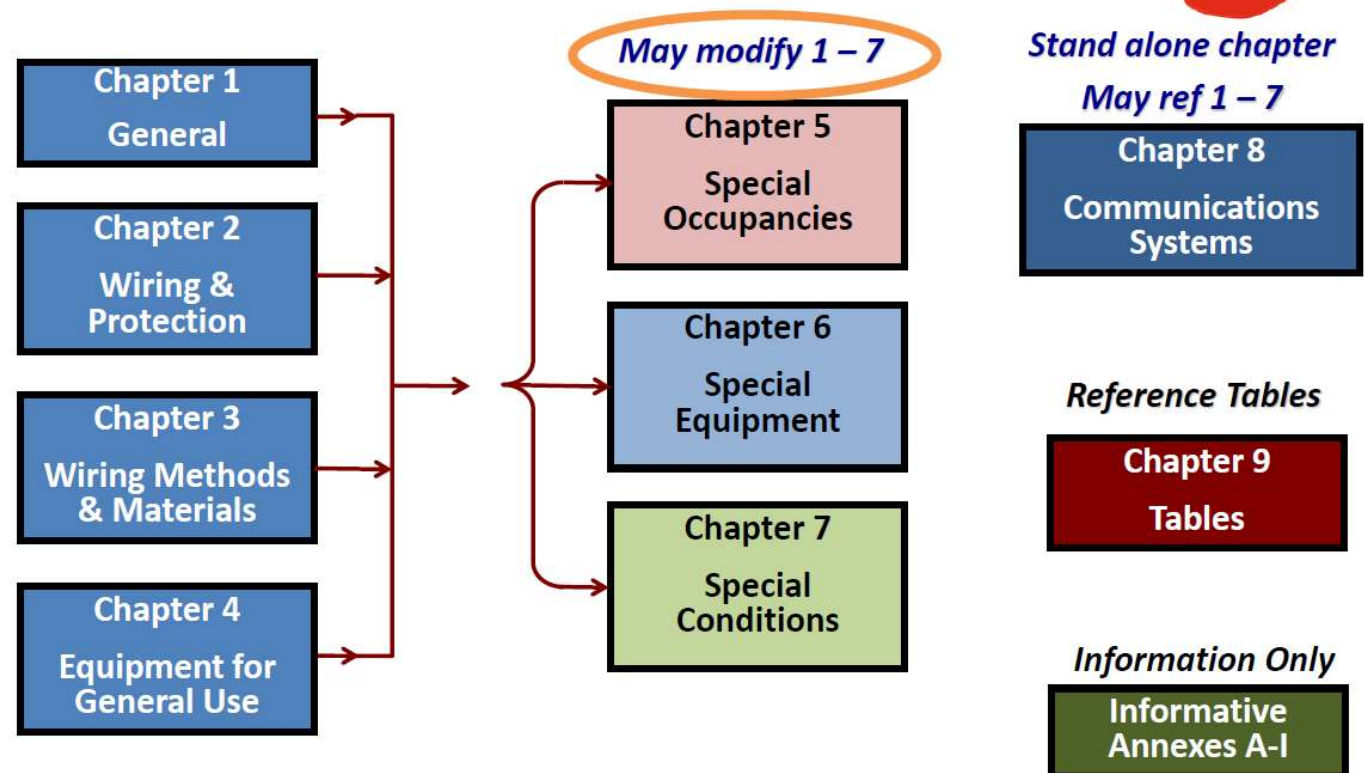 Chapter 1
General
Chapter 2
Wiring &
Protection
Chapter 3
Wiring Methods
& Materials
Chapter 4
Equipment for
General Use
May modify 1 – 7
Chapter 5
Special
Occupancies
Chapter 6
Special
Equipment
Chapter 7
Special
Conditions
Stand alone chapter
May ref 1 – 7
Chapter 8
Communications
Systems
Reference Tables
Chapter 9
Tables
Information Only
Informative
Annexes A-I